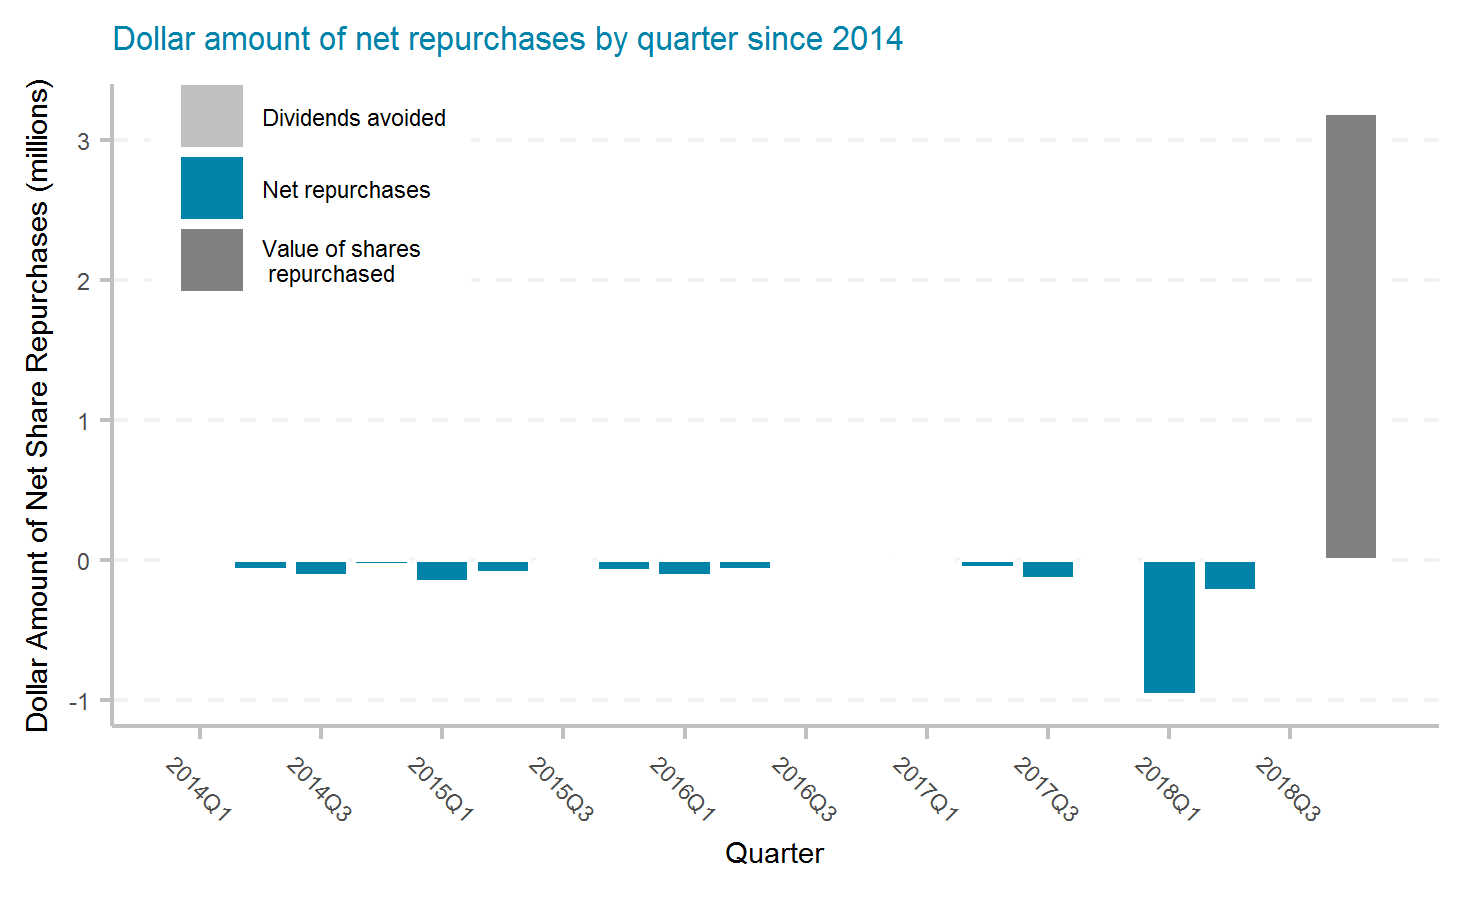 Dollar amount of net repurchases by quarter since 2014
Dollar Amount of Net Share Repurchases (millions)
Dividends avoided
Net repurchases
Value of shares
repurchased
3
2
1
0
-1
2014Q1
2014Q3
2015Q1
2015Q3
2016Q1
2016Q3
2017Q1
2017Q3
2018Q1
2018Q3
Quarter